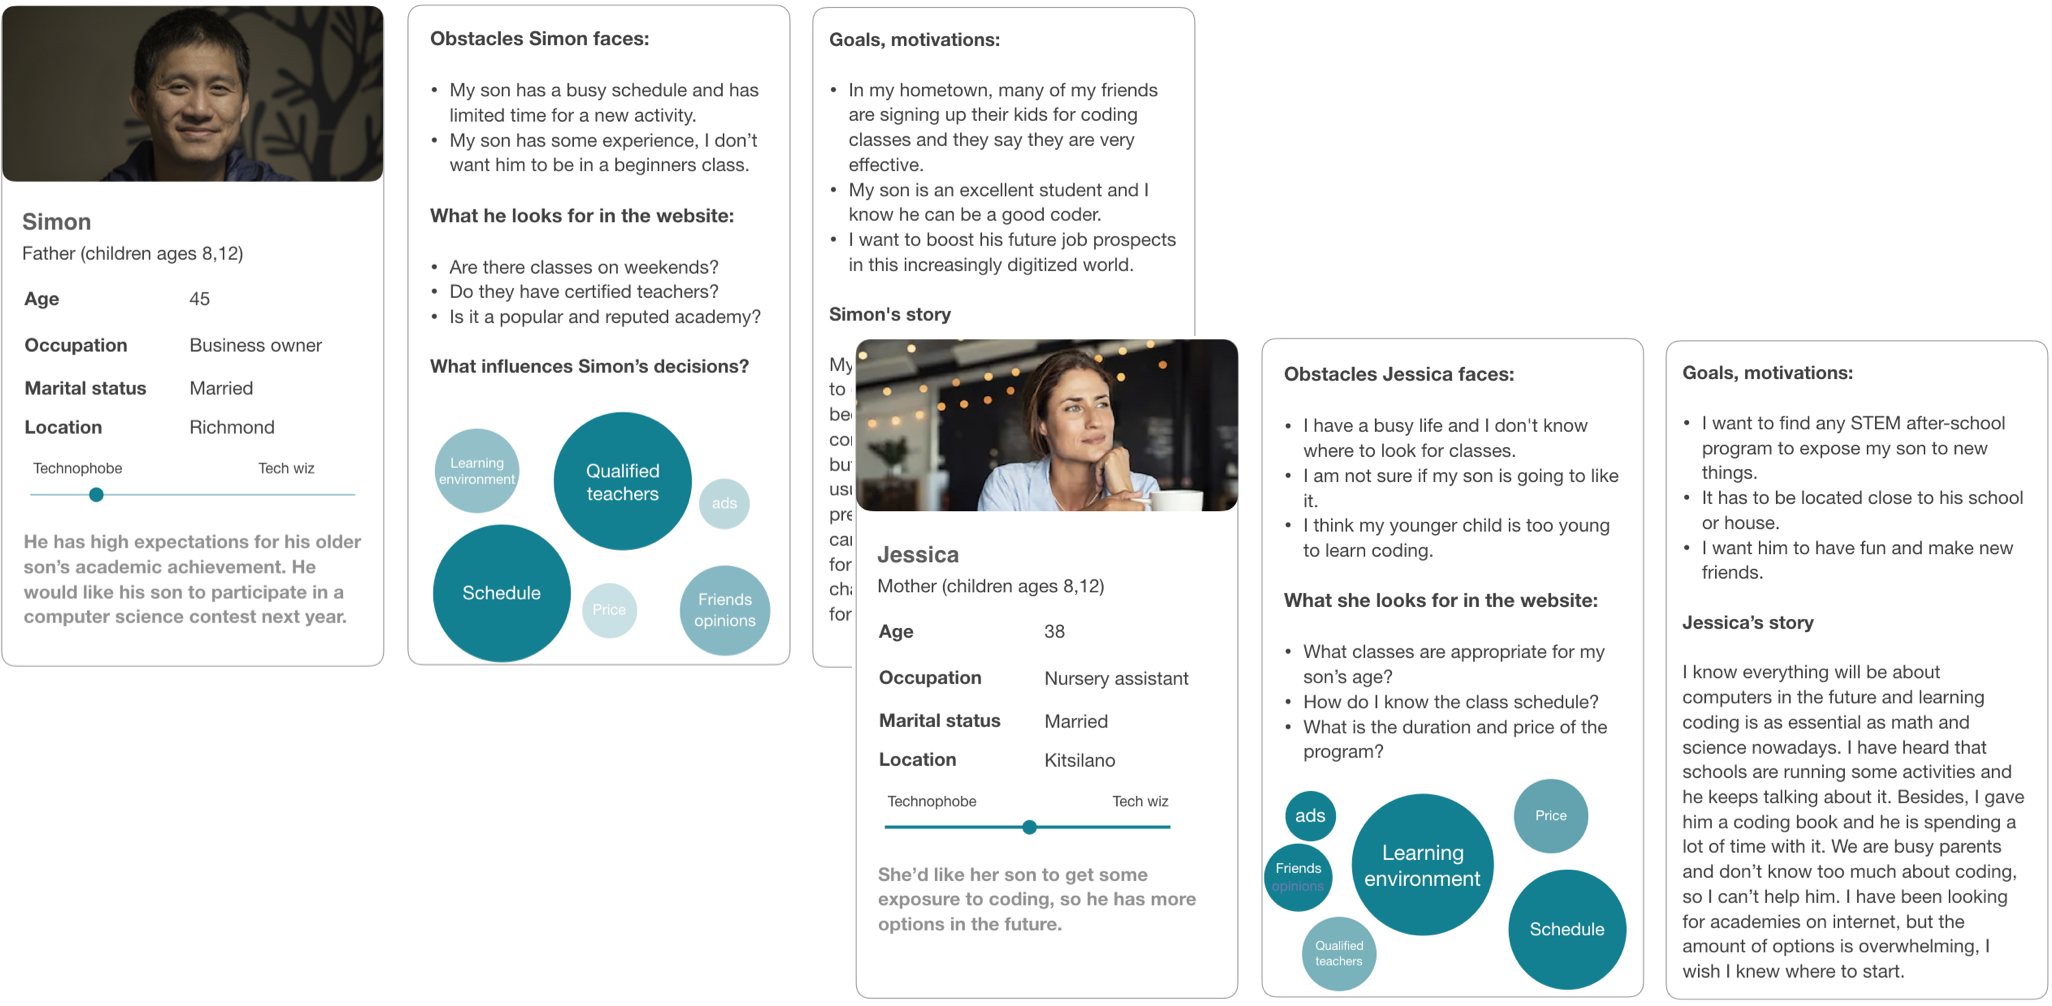 Simon
Father (children ages 8,12)
Age 45
Occupation Business owner
Marital status Married
Location Richmond
Technophobe Tech wiz
He has high expectations for his older
son's academic achievement. He
would like his son to participate in a
computer science contest next year.
Obstacles Simon faces:
• My son has a busy schedule and has
limited time for a new activity.
• My son has some experience, I don't
want him to be in a beginners class.
What he looks for in the website:
• Are there classes on weekends?
• Do they have certified teachers?
• Is it a popular and reputed academy?
What influences Simon's decisions?
Learning
environment
Qualified
teachers
ads
Schedule
Price
Friends
opinions
Goals, motivations:
• In my hometown, many of my friends
are signing up their kids for coding
classes and they say they are very
effective.
• My son is an excellent student and I
know he can be a good coder.
• I want to boost his future job prospects
in this increasingly digitized world.
Simon's story
My
to
for
for
Jessica
Mother (children ages 8,12)
Age 38
Occupation Nursery assistant
Marital status Married
Location Kitsilano
Technophobe Tech wiz
She'd like her son to get some
exposure to coding, so he has more
options in the future.
Obstacles Jessica faces:
• I have a busy life and I don't know
where to look for classes.
• I am not sure if my son is going to like
it.
• I think my younger child is too young
to learn coding.
What she looks for in the website:
• What classes are appropriate for my
son's age?
• How do I know the class schedule?
• What is the duration and price of the
program?
ads
Friends
opinions
Learning
environment
Price
Schedule
Qualified
teachers
Goals, motivations:
• I want to find any STEM after-school
program to expose my son to new
things.
• It has to be located close to his school
or house.
• I want him to have fun and make new
friends.
Jessica's story
I know everything will be about
computers in the future and learning
coding is as essential as math and
science nowadays. I have heard that
schools are running some activities and
he keeps talking about it. Besides, I gave
him a coding book and he is spending a
lot of time with it. We are busy parents
and don't know too much about coding,
so I can't help him. I have been looking
for academies on internet, but the
amount of options is overwhelming, I
wish I knew where to start.